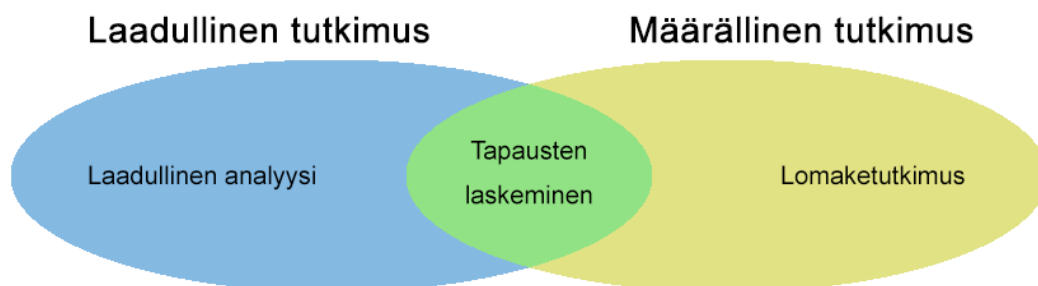 Laadullinen tutkimus
Määrällinen tutkimus
Laadullinen analyysi
Tapausten
laskeminen
Lomaketutkimus